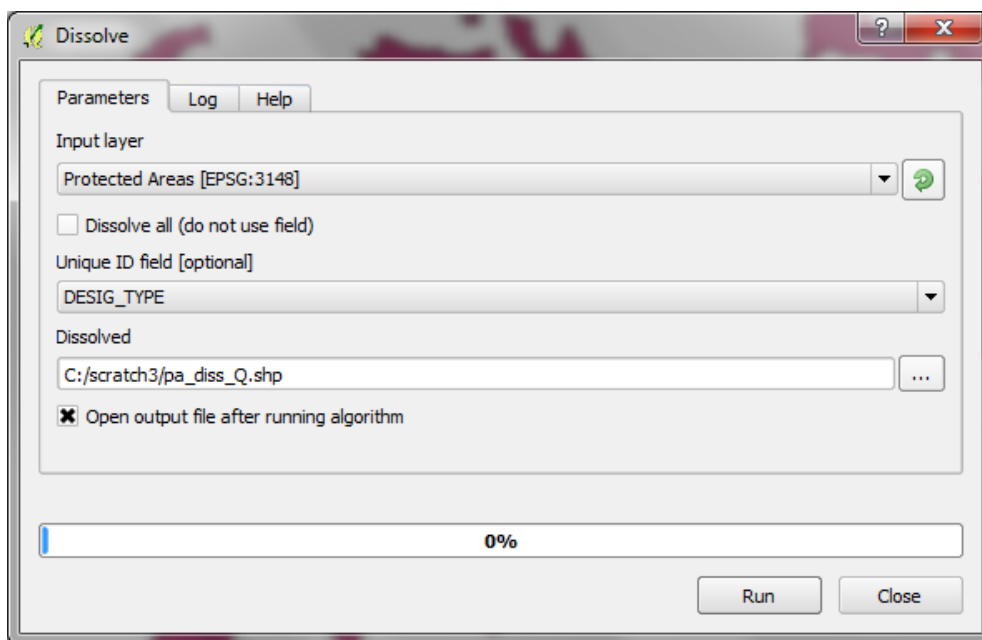 Dissolve
Parameters Log Help
Input layer
Protected Areas [EPSG:3148]
Dissolve all (do not use field)
Unique ID field [optional]
DESIG_TYPE
Dissolved
C:/scratch3/pa_diss_Q.shp ...
Open output file after running algorithm
0%
Run Close